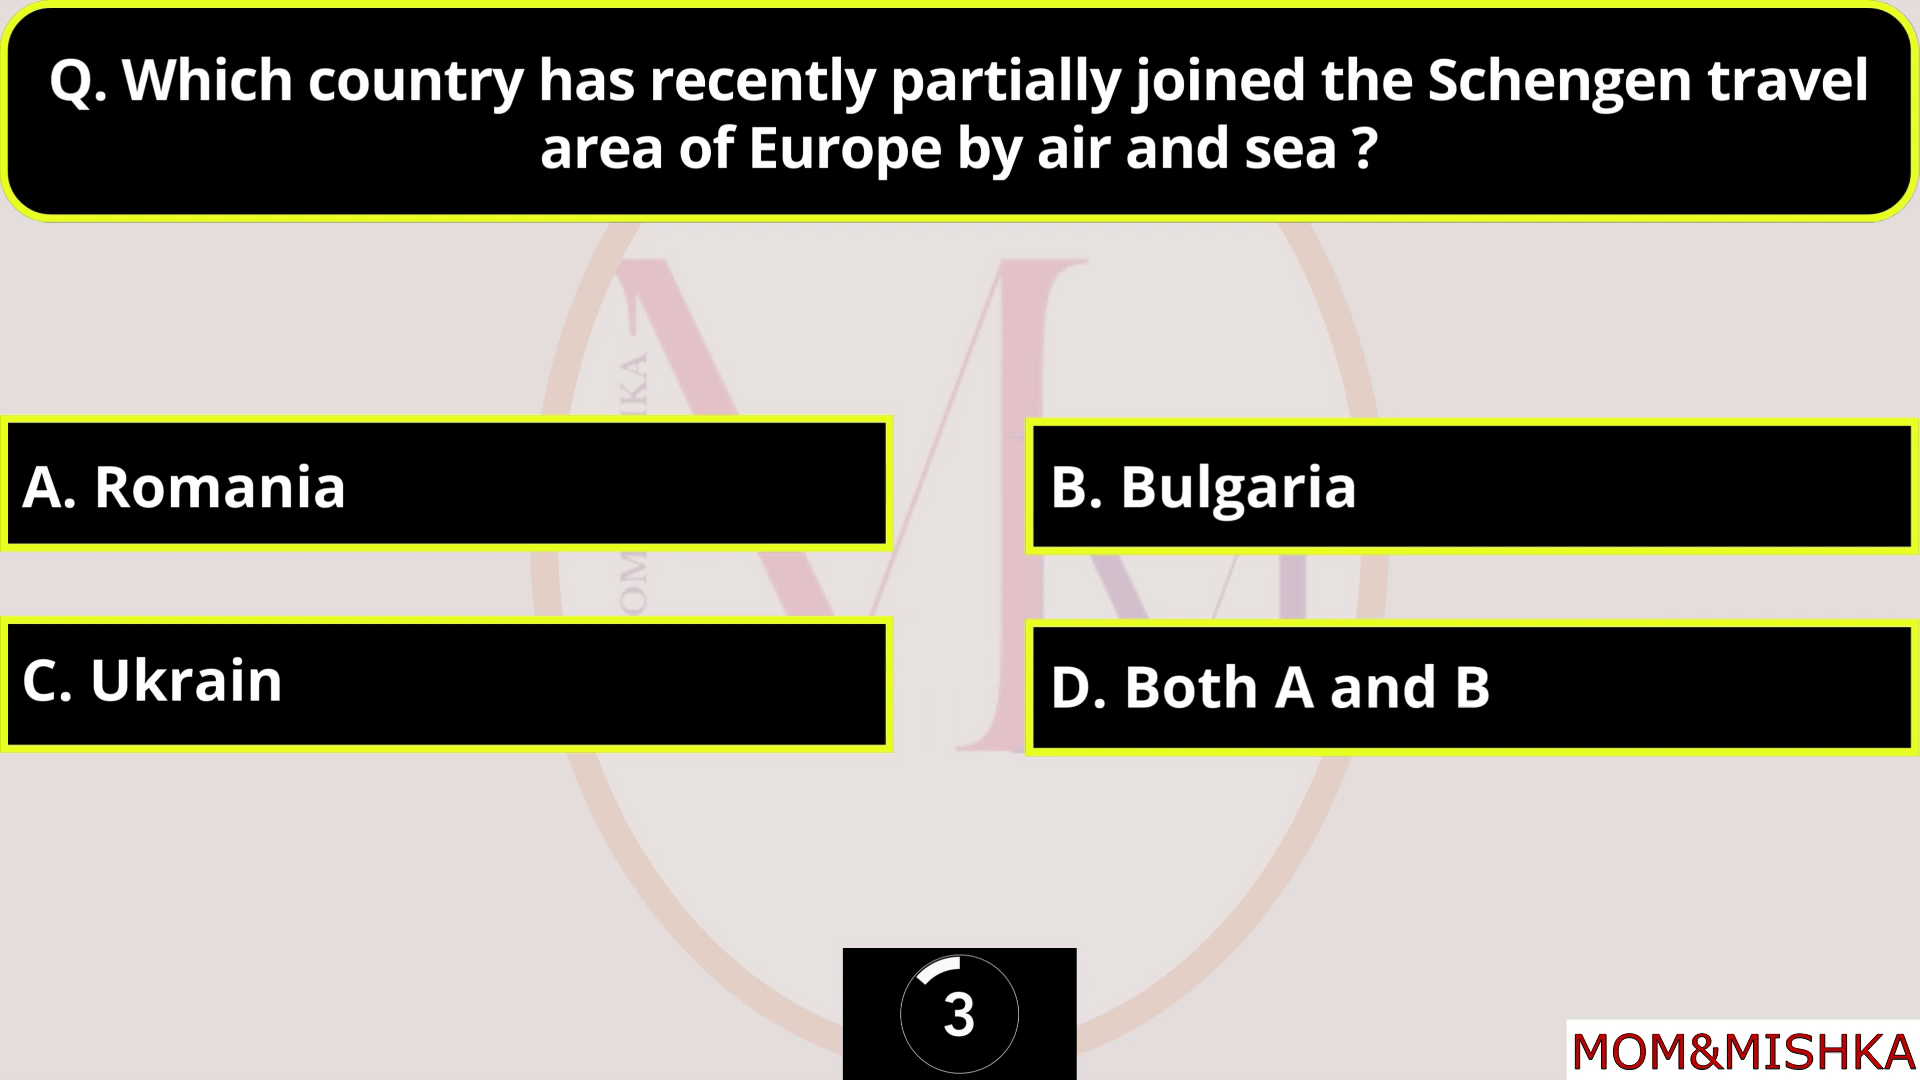 Q. Which country has recently partially joined the Schengen travel
area of Europe by air and sea ?
A. Romania
B. Bulgaria
C. Ukrain
D. Both A and B
3
MOM&MISHKA